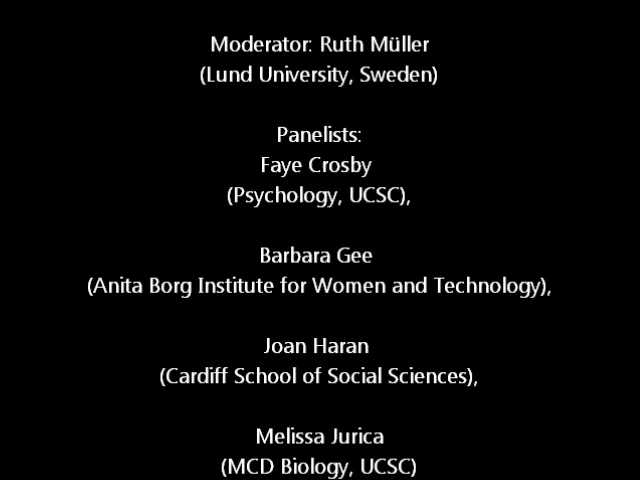 Moderator: Ruth Müller
(Lund University, Sweden)
Panelists:
Faye Crosby
(Psychology, UCSC),
Barbara Gee
(Anita Borg Institute for Women and Technology),
Joan Haran
(Cardiff School of Social Sciences),
Melissa Jurica
(MCD Biology, UCSC)